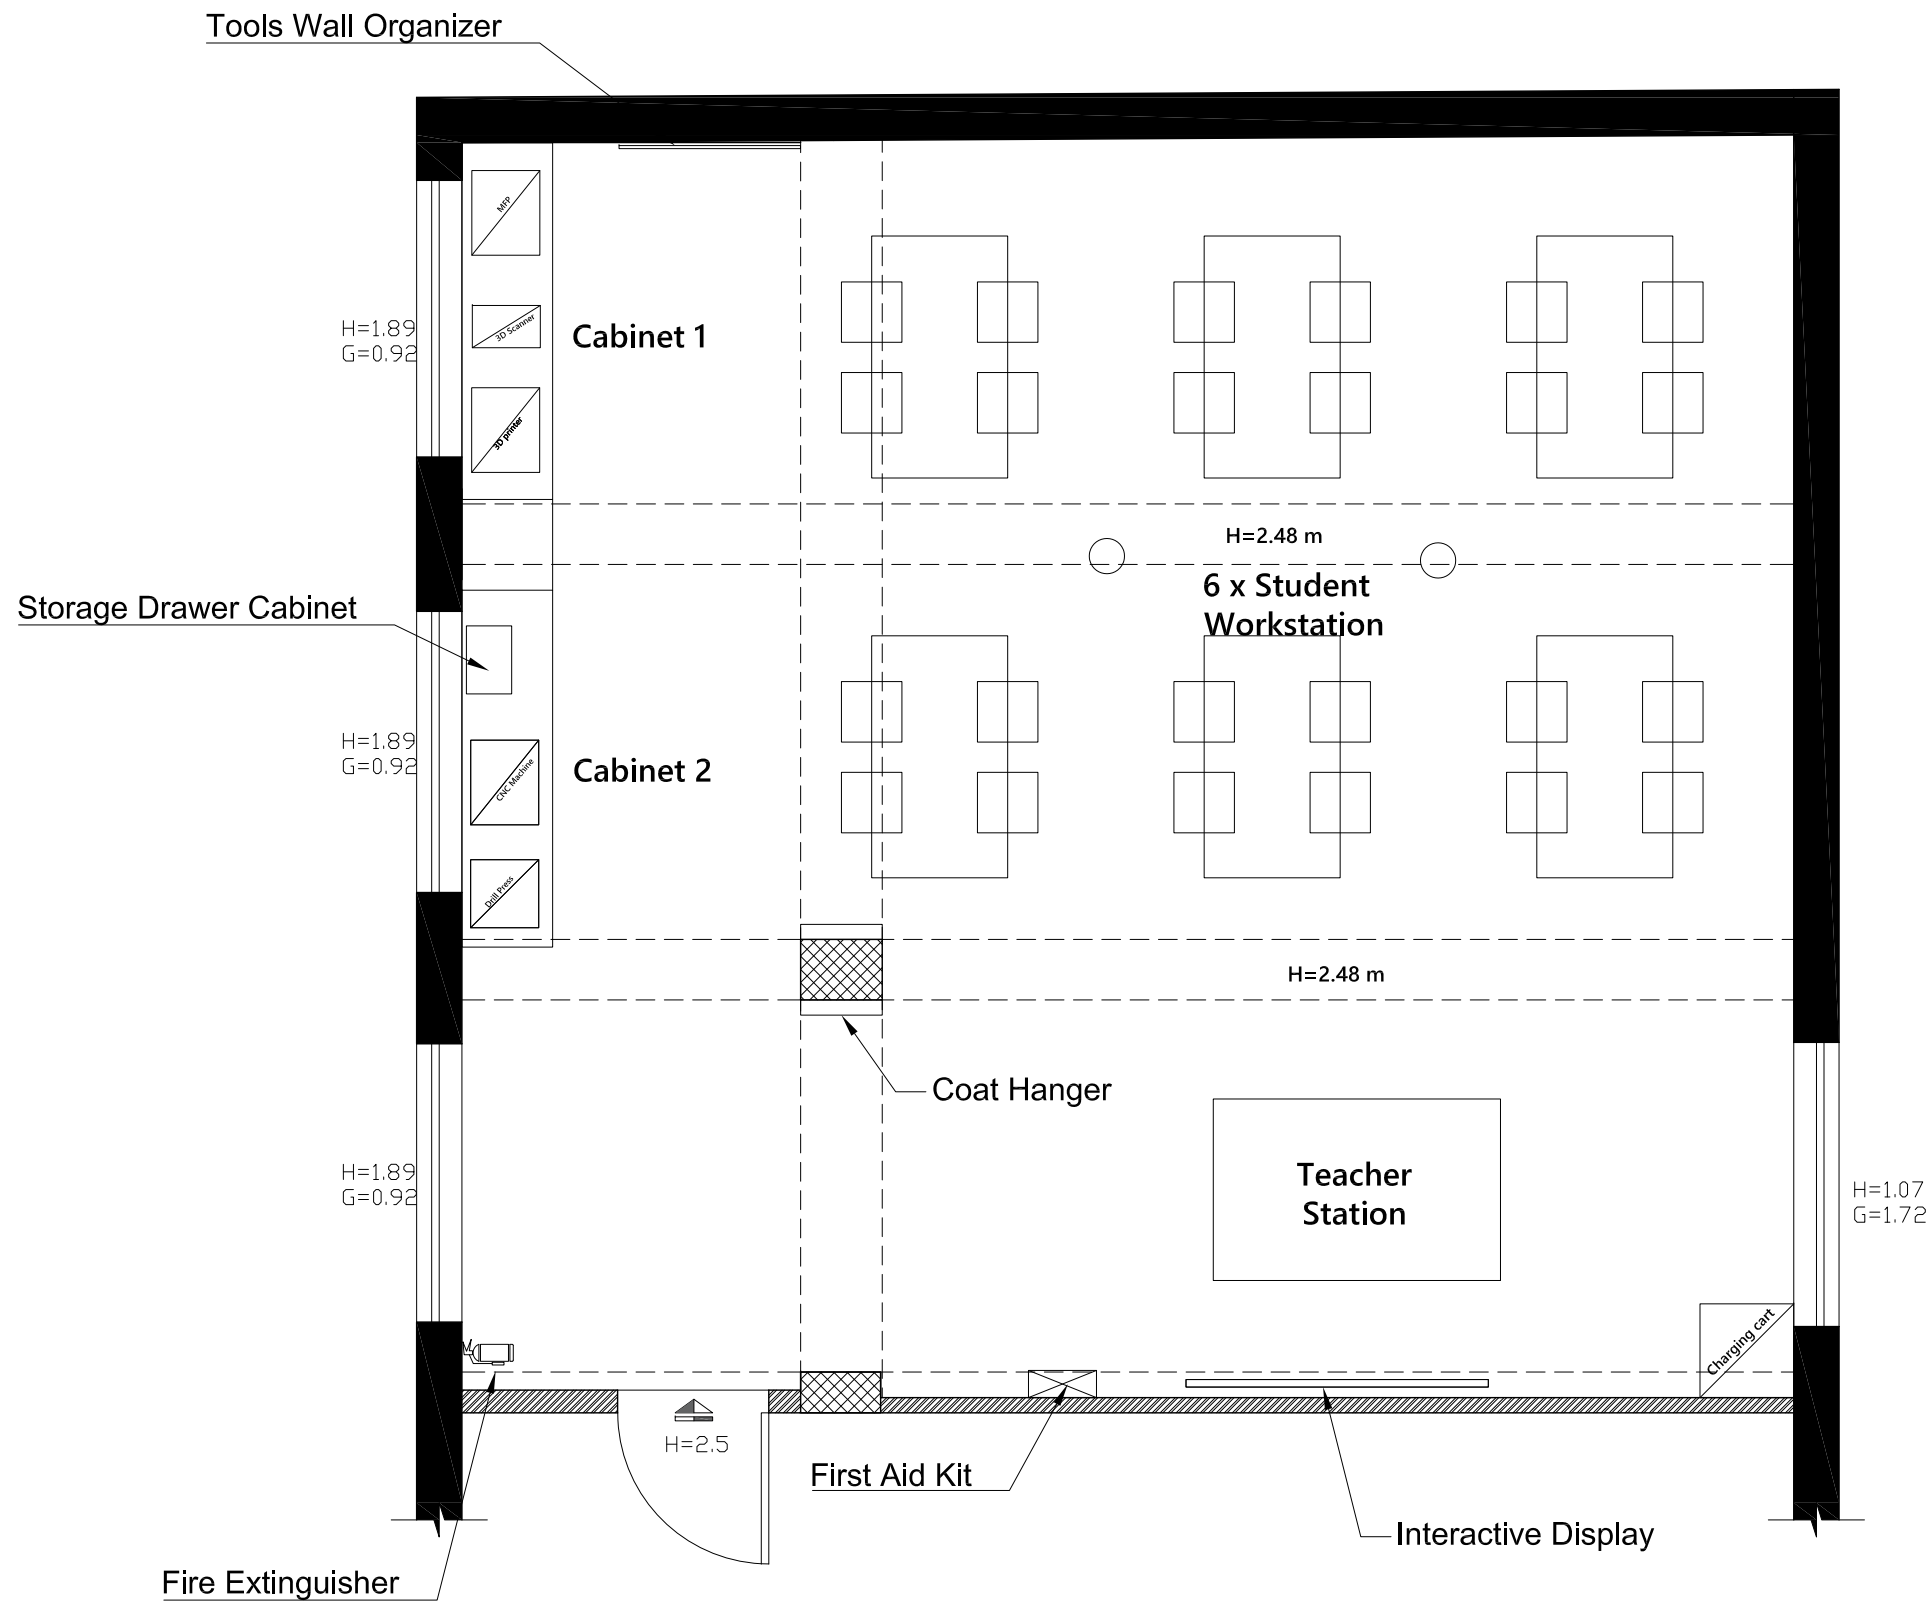 Tools Wall Organizer
MFP
3D Scanner
3D printer
Cabinet 1
H=1.89
G=0.92
H=2.48 m
6 x Student
Workstation
Storage Drawer Cabinet
H=1.89
G=0.92
Cabinet 2
CNC Machine
Drill Press
H=2.48 m
Coat Hanger
H=1.89
G=0.92
Teacher
Station
H=1.07
G=1.72
Charging cart
H=2.5
First Aid Kit
Interactive Display
Fire Extinguisher